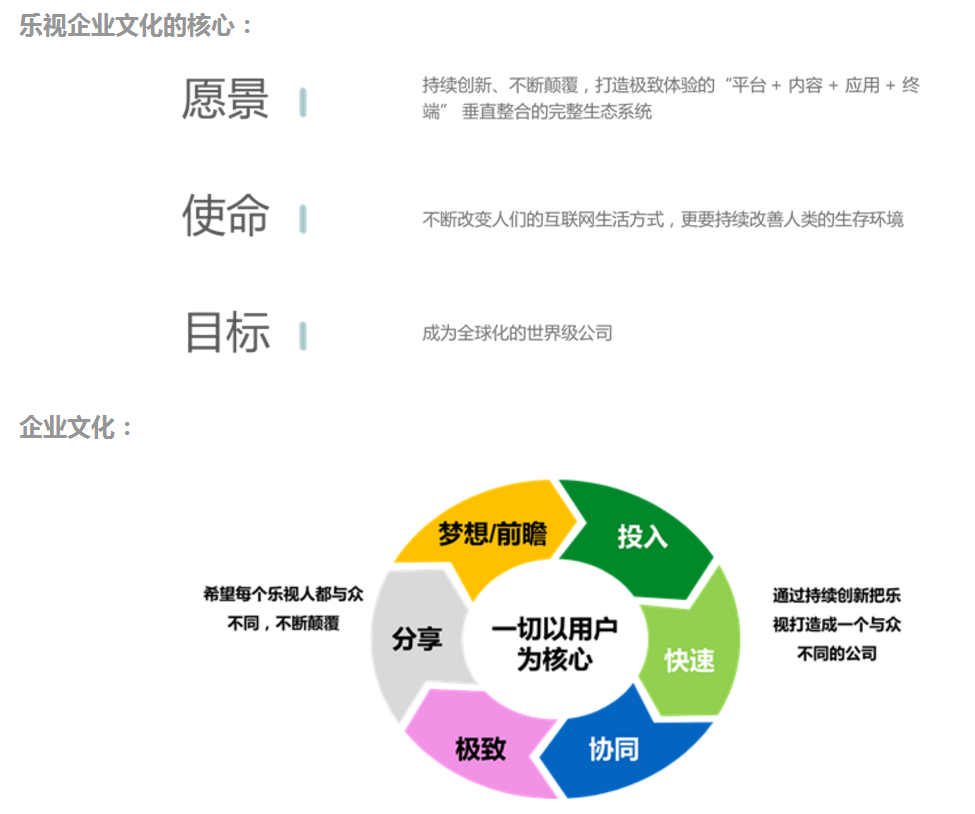 乐视企业文化的核心：
愿景
持续创新、不断颠覆，打造极致体验的“平台 + 内容 + 应用 + 终
端” 垂直整合的完整生态系统
使命
不断改变人们的互联网生活方式，更要持续改善人类的生存环境
目标
成为全球化的世界级公司
企业文化：
梦想/前瞻
投入
希望每个乐视人都与众
不同，不断颠覆
分享
一切以用户
为核心
快速
通过持续创新把乐
视打造成一个与众
不同的公司
极致
协同